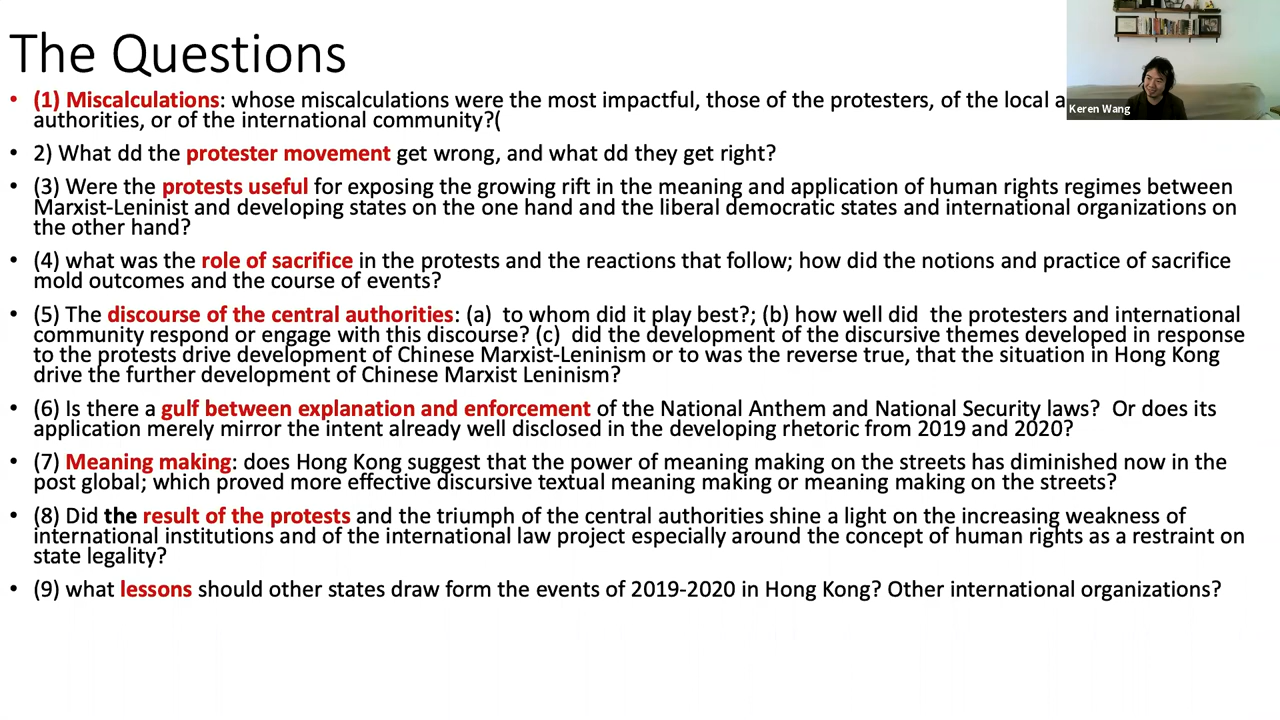 The Questions
• (1) Miscalculations: whose miscalculations were the most impactful, those of the protesters, of the local a
authorities, or of the international community?(
• 2) What dd the protester movement get wrong, and what dd they get right?
• (3) Were the protests useful for exposing the growing rift in the meaning and application of human rights regimes between
Marxist-Leninist and developing states on the one hand and the liberal democratic states and international organizations on
the other hand?
• (4) what was the role of sacrifice in the protests and the reactions that follow; how did the notions and practice of sacrifice
mold outcomes and the course of events?
• (5) The discourse of the central authorities: (a) to whom did it play best?; (b) how well did the protesters and international
community respond or engage with this discourse? (c) did the development of the discursive themes developed in response
to the protests drive development of Chinese Marxist-Leninism or to was the reverse true, that the situation in Hong Kong
drive the further development of Chinese Marxist Leninism?
• (6) Is there a gulf between explanation and enforcement of the National Anthem and National Security laws? Or does its
application merely mirror the intent already well disclosed in the developing rhetoric from 2019 and 2020?
• (7) Meaning making: does Hong Kong suggest that the power of meaning making on the streets has diminished now in the
post global; which proved more effective discursive textual meaning making or meaning making on the streets?
• (8) Did the result of the protests and the triumph of the central authorities shine a light on the increasing weakness of
international institutions and of the international law project especially around the concept of human rights as a restraint on
state legality?
• (9) what lessons should other states draw form the events of 2019-2020 in Hong Kong? Other international organizations?
Keren Wang